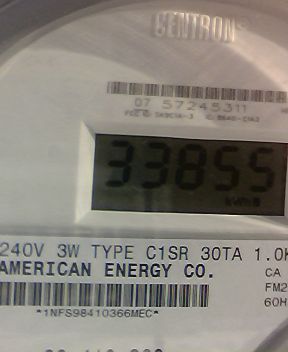 CENTRON®
07 57245311
33855
kWh
240V 3W TYPE C1SR 30TA 1.0K
AMERICAN ENERGY CO.
CA
FM2
60H
*1NFS98410366MEC*